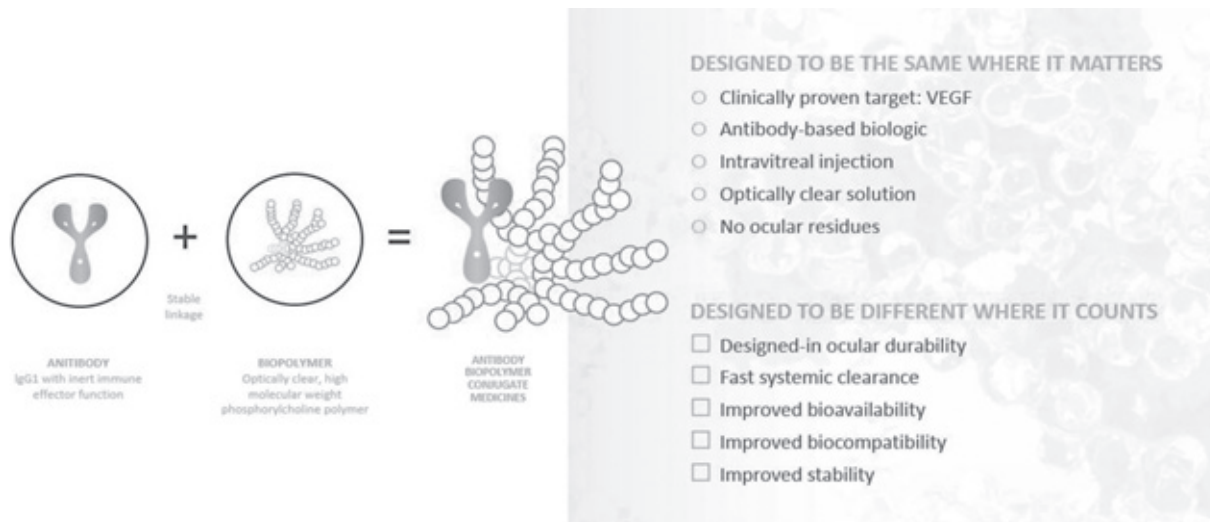 DESIGNED TO BE THE SAME WHERE IT MATTERS
Clinically proven target: VEGF
Antibody-based biologic
Intravitreal injection
Optically clear solution
No ocular residues
+
=
Stable
linkage
ANITIBODY
IgG1 with inert immune
effector function
BIOPOLYMER
Optically clear, high
molecular weight
phosphorylcholine polymer
ANTIBODY
BIOPOLYMER
CONJUGATE
MEDICINES
DESIGNED TO BE DIFFERENT WHERE IT COUNTS
Designed-in ocular durability
Fast systemic clearance
Improved bioavailability
Improved biocompatibility
Improved stability